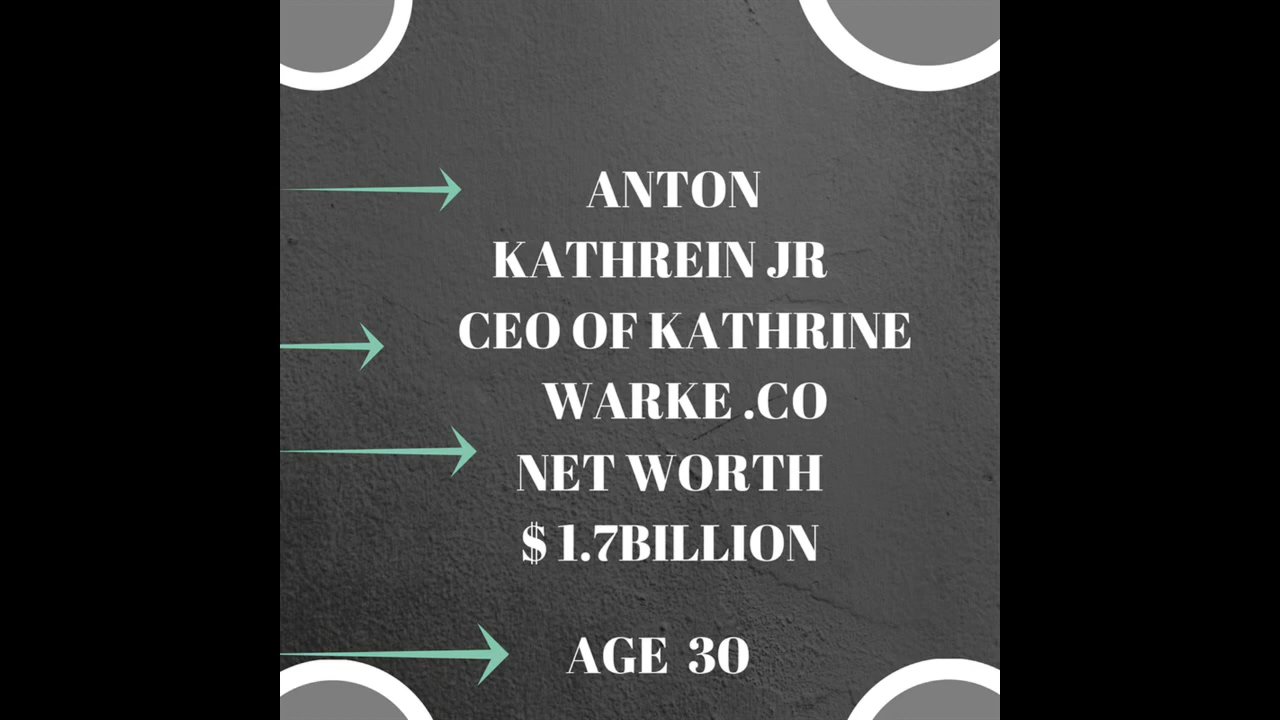 ANTON
KATHREIN JR
CEO OF KATHRINE
WARKE .CO
NET WORTH
$ 1.7BILLION
AGE 30